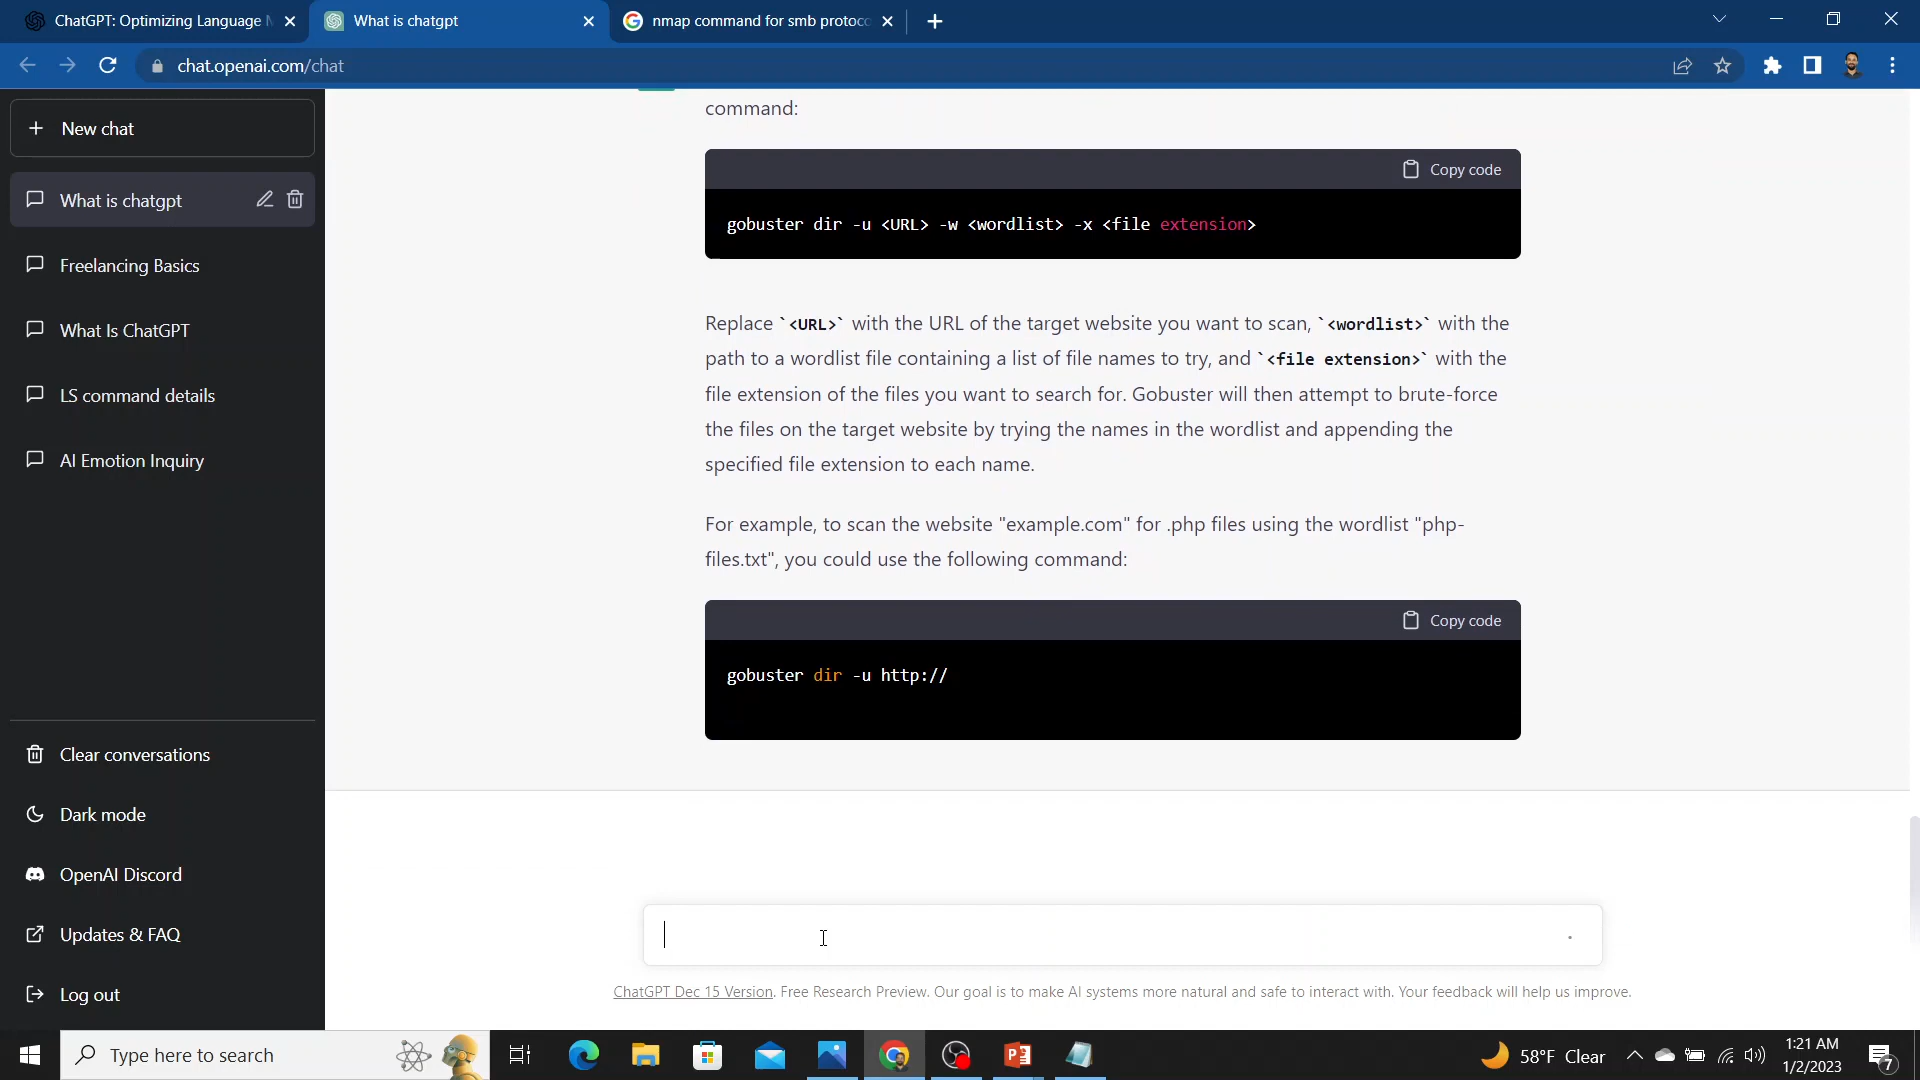 ChatGPT: Optimizing Language M
What is chatgpt
nmap command for smb protoco
chat.openai.com/chat
New chat
What is chatgpt
Freelancing Basics
What Is ChatGPT
LS command details
AI Emotion Inquiry
Clear conversations
Dark mode
OpenAI Discord
Updates & FAQ
Log out
command:
Copy code
gobuster dir -u <URL> -w <wordlist> -x <file extension>
Replace `<URL>` with the URL of the target website you want to scan, `<wordlist>` with the
path to a wordlist file containing a list of file names to try, and `<file extension>` with the
file extension of the files you want to search for. Gobuster will then attempt to brute-force
the files on the target website by trying the names in the wordlist and appending the
specified file extension to each name.
For example, to scan the website "example.com" for .php files using the wordlist "php-
files.txt", you could use the following command:
Copy code
gobuster dir -u http://
ChatGPT Dec 15 Version. Free Research Preview. Our goal is to make AI systems more natural and safe to interact with. Your feedback will help us improve.
Type here to search
58°F Clear
1:21 AM
1/2/2023
7